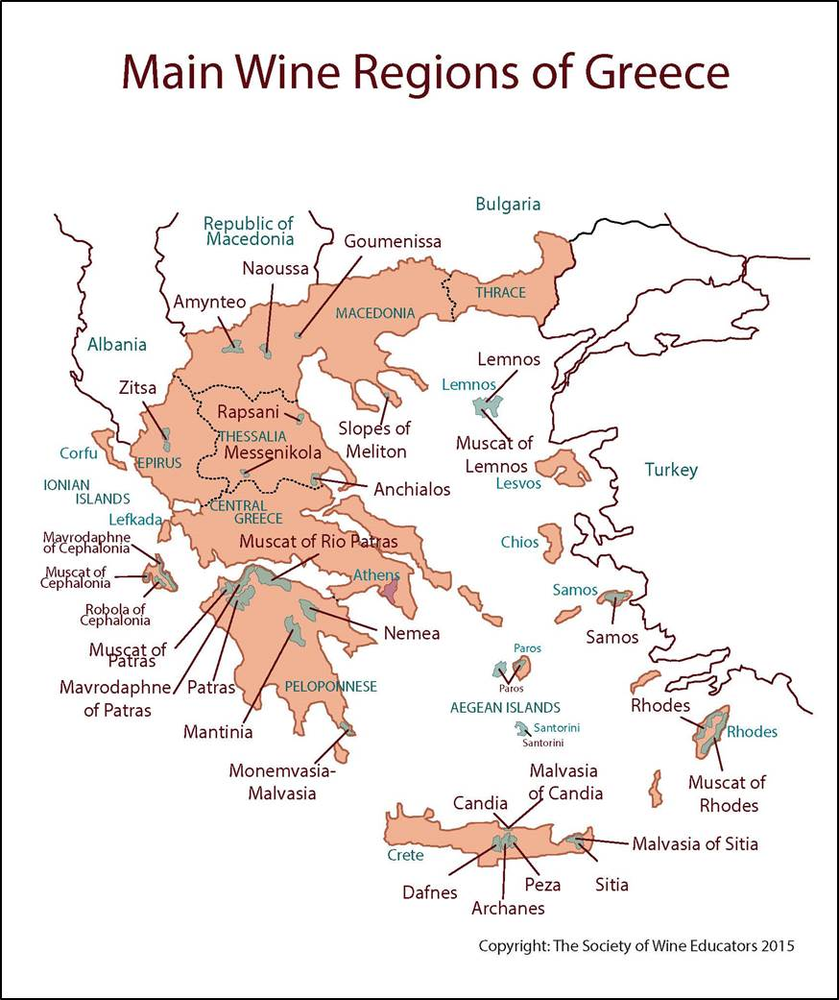 Main Wine Regions of Greece
Bulgaria
Republic of
Macedonia
Goumenissa
Naoussa
Amynteo
THRACE
MACEDONIA
Albania
Lemnos
Lemnos
Zitsa
Rapsani
Slopes of
Meliton
THESSALIA
Messenikola
Muscat of
Lemnos
Corfu
EPIRUS
Turkey
Lesvos
Anchialos
IONIAN
ISLANDS
CENTRAL
GREECE
Lefkada
Mavrodaphne
of Cephalonia
Muscat of Rio Patras
Chios
Muscat of
Cephalonia
Athens
Samos
Robola of
Cephalonia
Nemea
Samos
Muscat of
Patras
Paros
Paros
Mavrodaphne
of Patras
Patras
PELOPONNESE
AEGEAN ISLANDS
Rhodes
Mantinia
Santorini
Santorini
Rhodes
Monemvasia-
Malvasia
Malvasia
of Candia
Muscat of
Rhodes
Candia
Crete
Malvasia of Sitia
Dafnes
Peza
Sitia
Archanes
Copyright: The Society of Wine Educators 2015